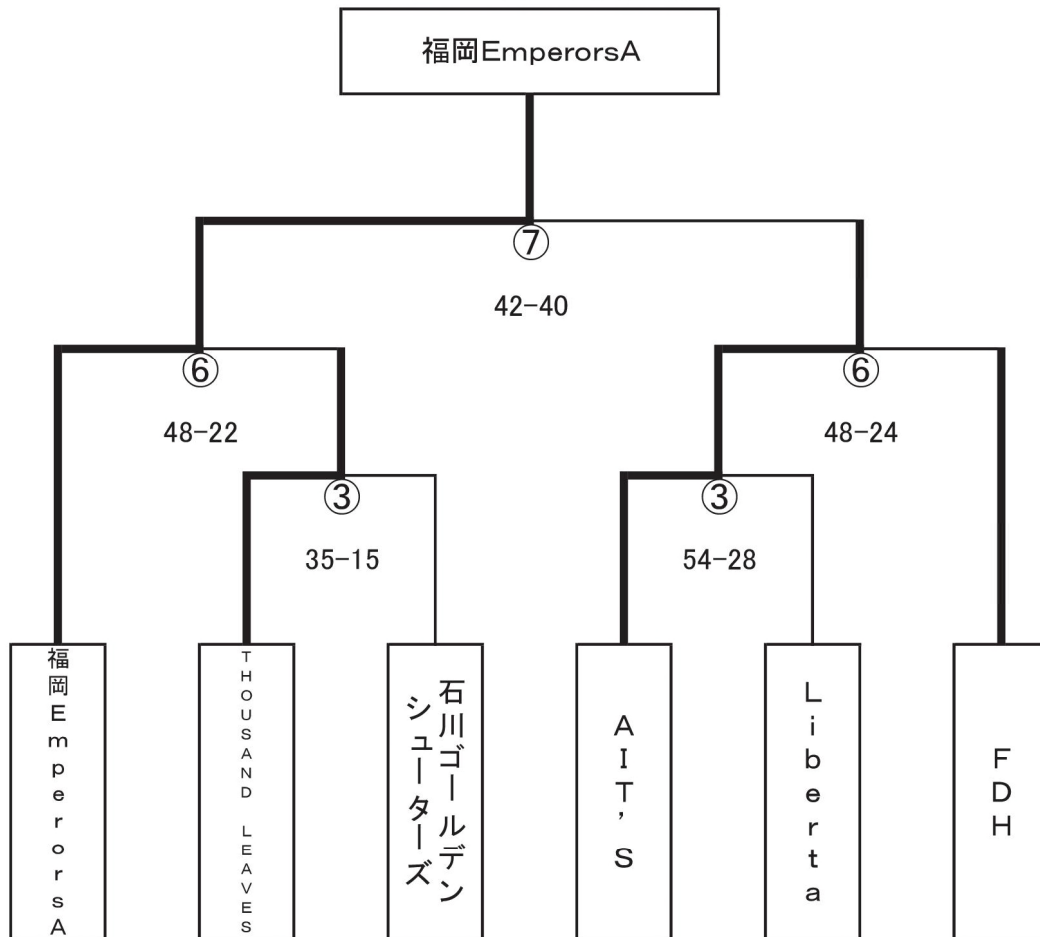 福岡EmperorsA
⑦
42-40
⑥
⑥
48-22
48-24
③
③
35-15
54-28
福岡EmperorsA
THOUSAND LEAVES
石川ゴールデン
シューターズ
AIT'S
Liberta
FDH